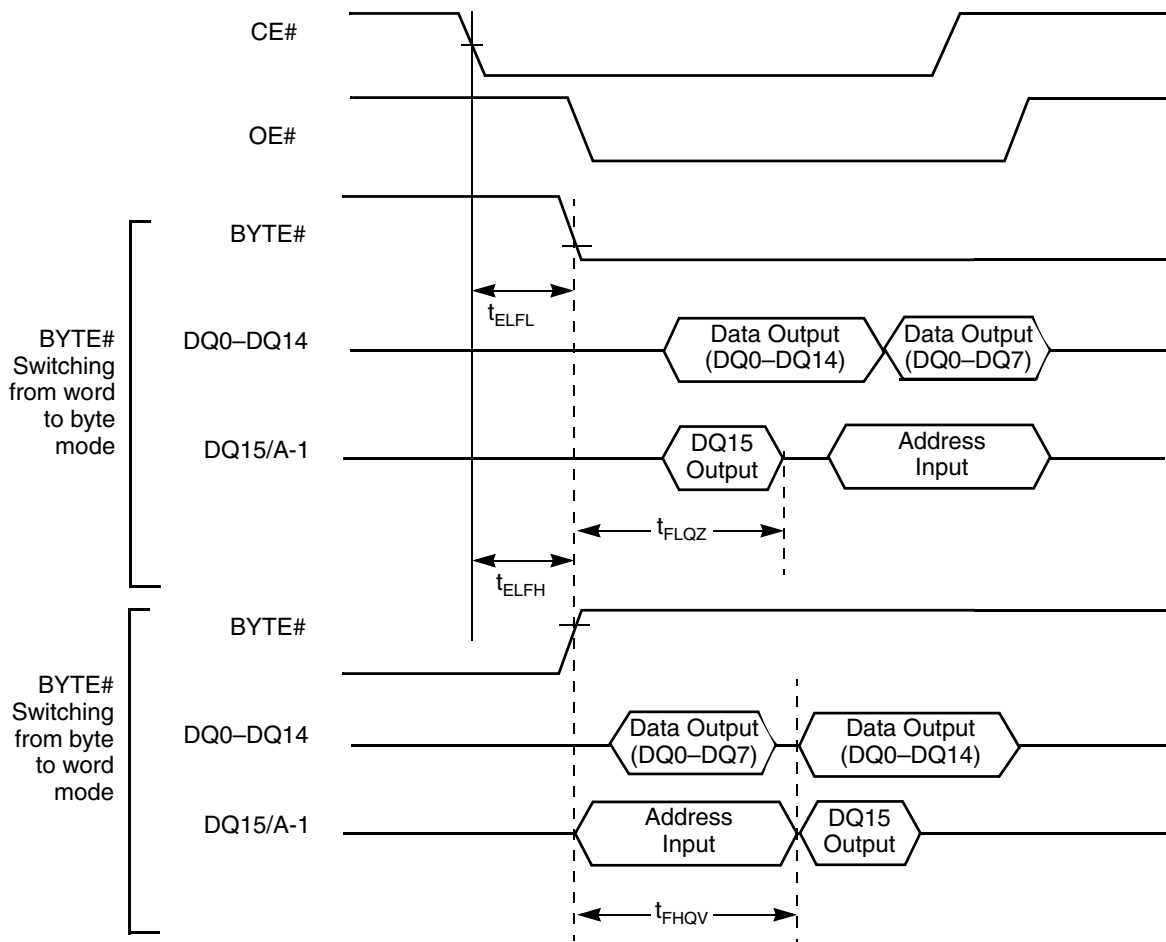 CE#
OE#
BYTE#
tELFL
BYTE#
Switching
from word
to byte
mode
DQ0–DQ14
Data Output
(DQ0–DQ14)
Data Output
(DQ0–DQ7)
DQ15/A-1
DQ15
Output
Address
Input
tFLQZ
tELFH
BYTE#
BYTE#
Switching
from byte
to word
mode
DQ0–DQ14
Data Output
(DQ0–DQ7)
Data Output
(DQ0–DQ14)
DQ15/A-1
Address
Input
DQ15
Output
tFHQV